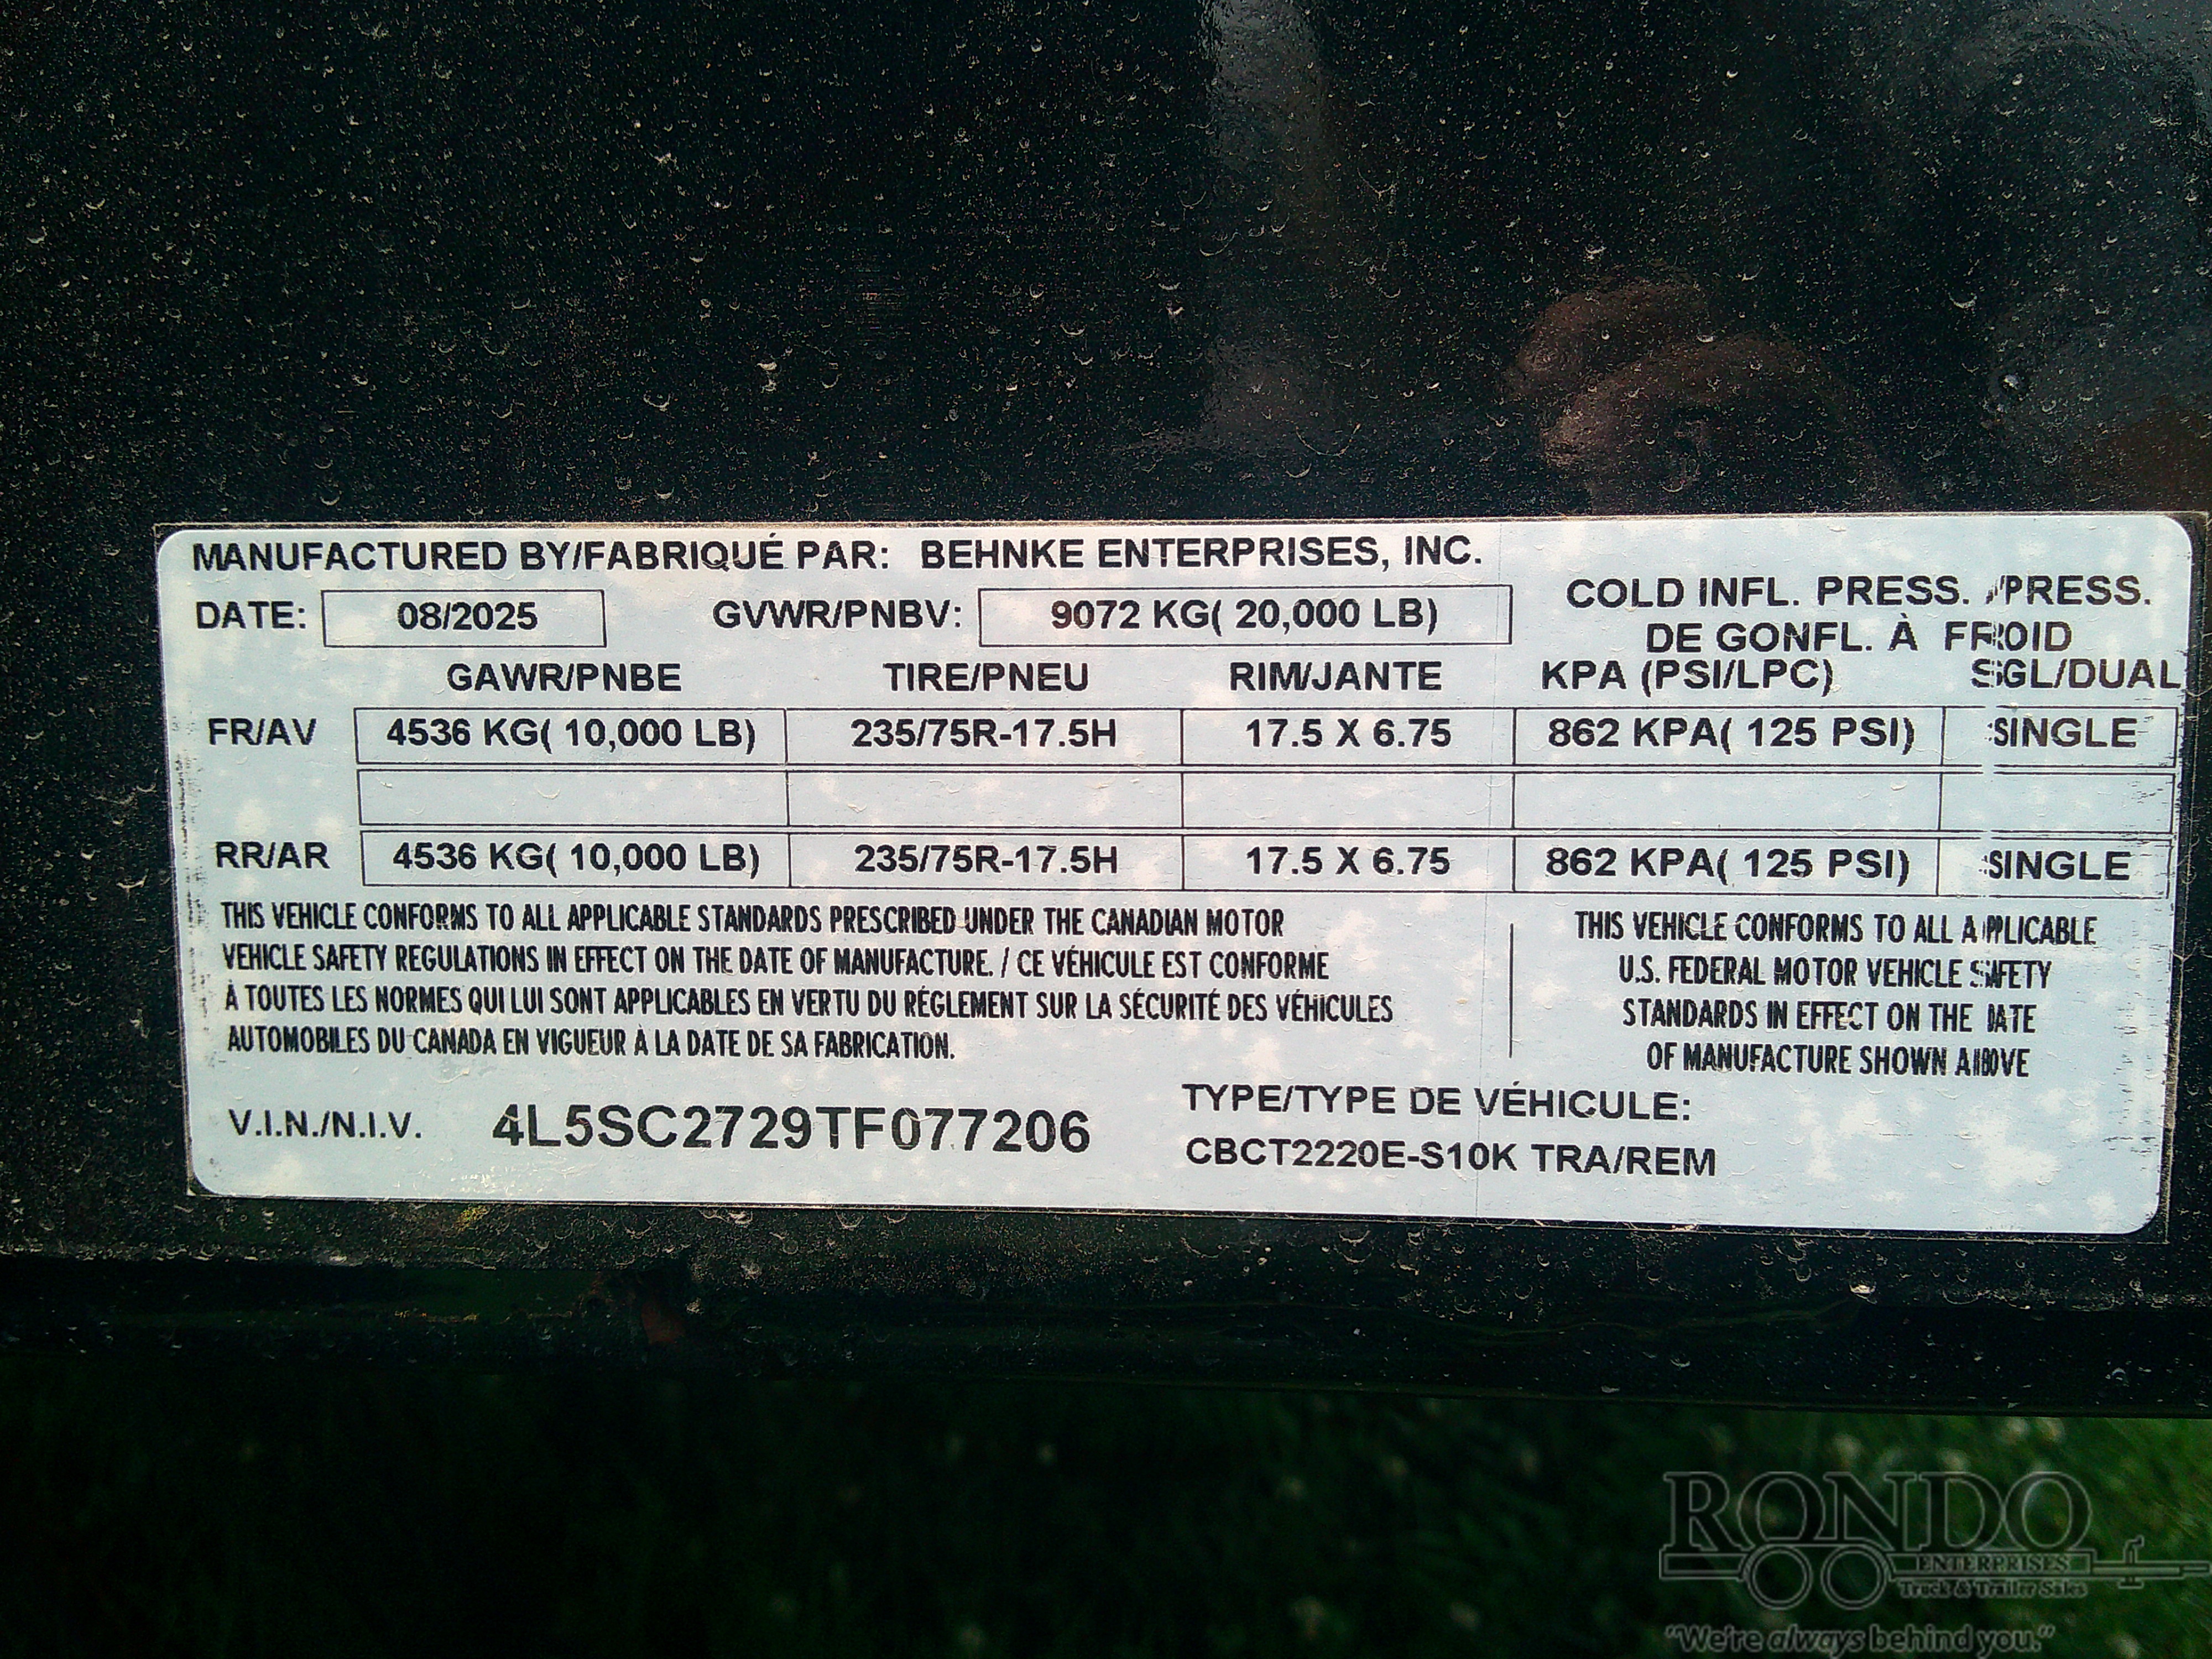 MANUFACTURED BY/FABRIQUÉ PAR: BEHNKE ENTERPRISES, INC.
DATE: 08/2025 GVWR/PNBV: 9072 KG( 20,000 LB)
COLD INFL. PRESS. /PRESS.
DE GONFL. À FROID
GAWR/PNBE TIRE/PNEU RIM/JANTE KPA (PSI/LPC) SGL/DUAL
FR/AV 4536 KG( 10,000 LB) 235/75R-17.5H 17.5 X 6.75 862 KPA( 125 PSI) SINGLE
RR/AR 4536 KG( 10,000 LB) 235/75R-17.5H 17.5 X 6.75 862 KPA( 125 PSI) SINGLE
THIS VEHICLE CONFORMS TO ALL APPLICABLE STANDARDS PRESCRIBED UNDER THE CANADIAN MOTOR
VEHICLE SAFETY REGULATIONS IN EFFECT ON THE DATE OF MANUFACTURE. / CE VÉHICULE EST CONFORME
À TOUTES LES NORMES QUI LUI SONT APPLICABLES EN VERTU DU RÉGLEMENT SUR LA SÉCURITÉ DES VÉHICULES
AUTOMOBILES DU CANADA EN VIGUEUR À LA DATE DE SA FABRICATION.
THIS VEHICLE CONFORMS TO ALL APPLICABLE
U.S. FEDERAL MOTOR VEHICLE SAFETY
STANDARDS IN EFFECT ON THE DATE
OF MANUFACTURE SHOWN ABOVE
V.I.N./N.I.V. 4L5SC2729TF077206
TYPE/TYPE DE VÉHICULE:
CBCT2220E-S10K TRA/REM
RONDO
ENTERPRISES
Truck & Trailer Sales
"We're always behind you."